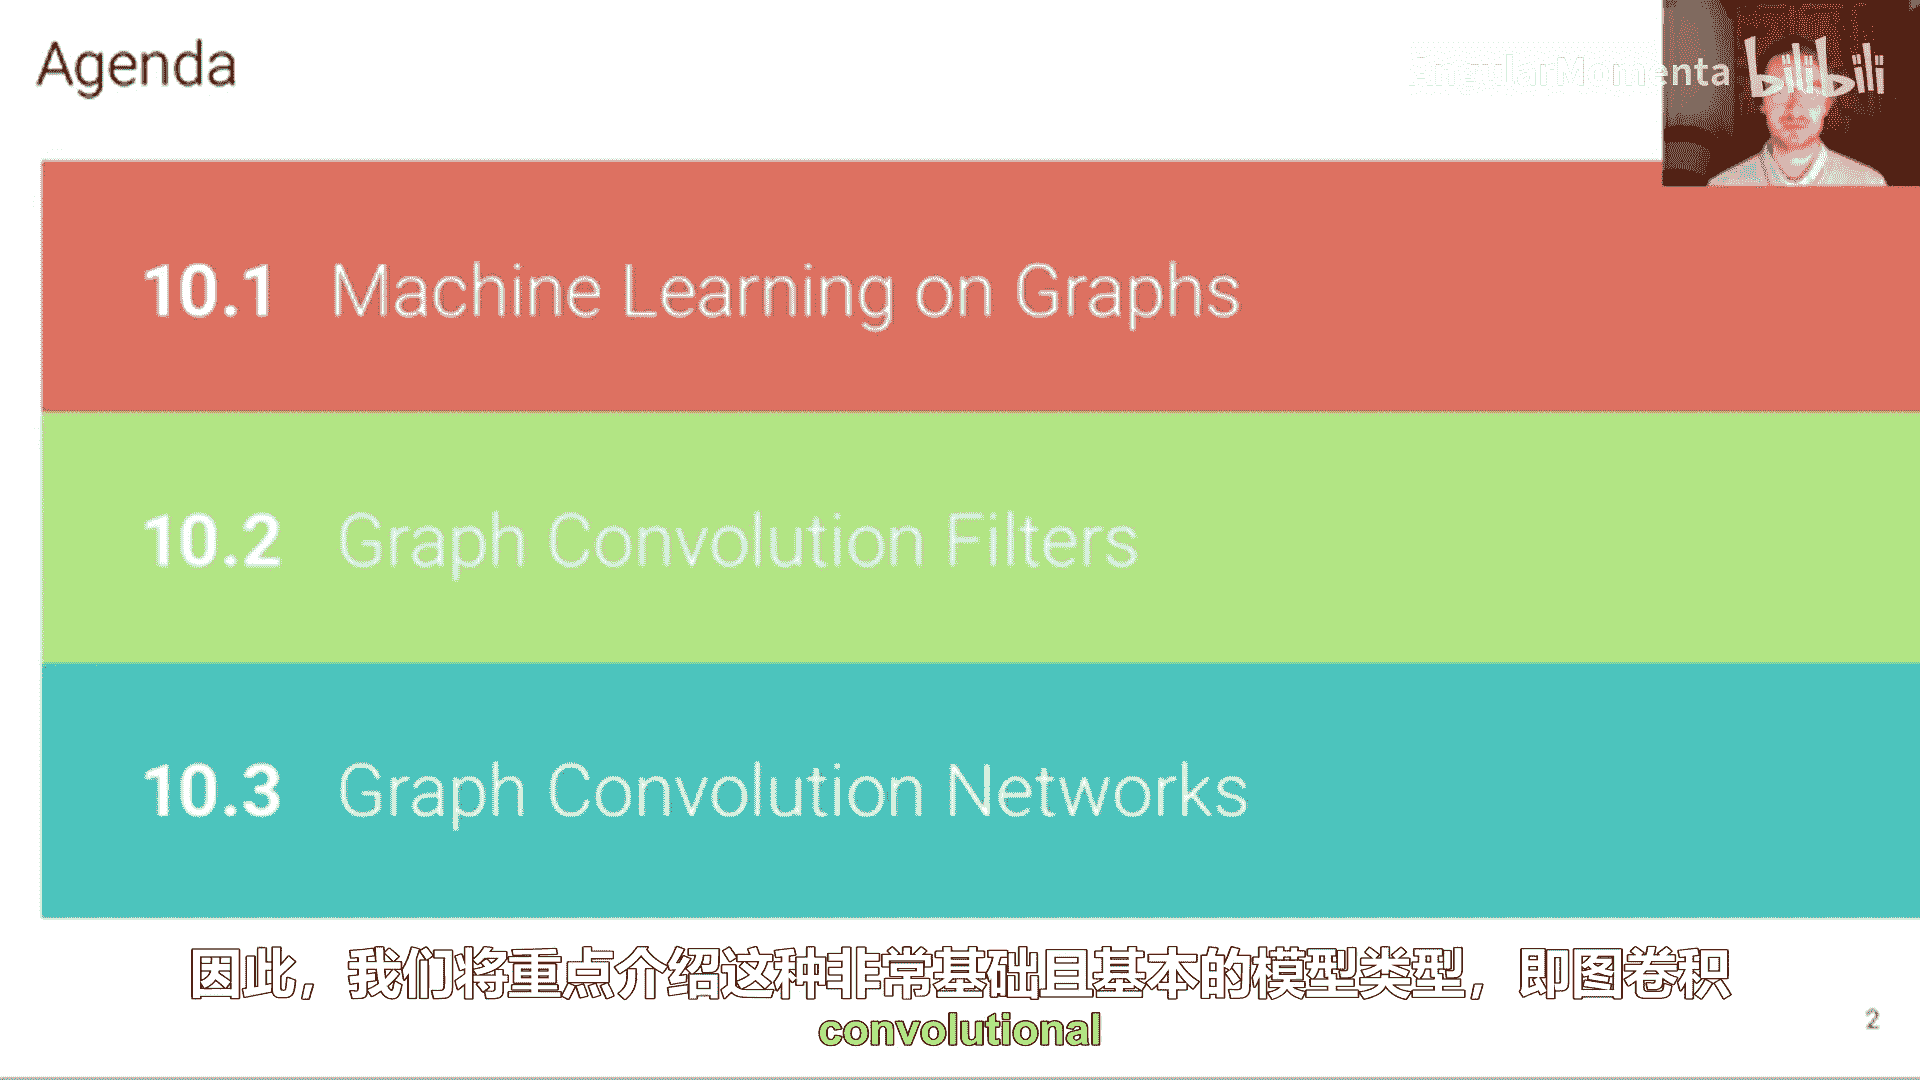 Agenda
AngularMomenta bilibili
10.1 Machine Learning on Graphs
10.2 Graph Convolution Filters
10.3 Graph Convolution Networks
因此，我们将重点介绍这种非常基础且基本的模型类型，即图卷积
convolutional
2